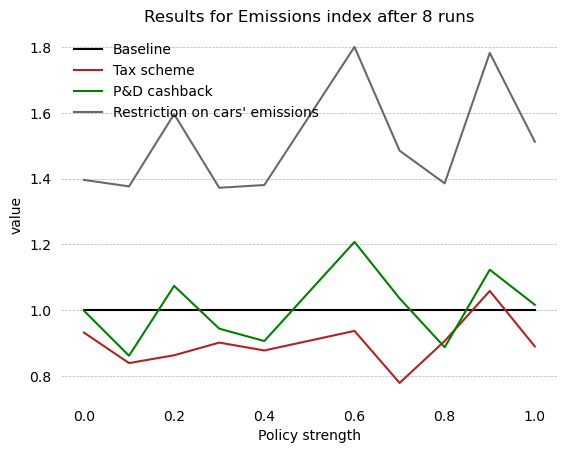 Results for Emissions index after 8 runs
Baseline
Tax scheme
P&D cashback
Restriction on cars' emissions
value
1.8
1.6
1.4
1.2
1.0
0.8
0.0 0.2 0.4 0.6 0.8 1.0
Policy strength